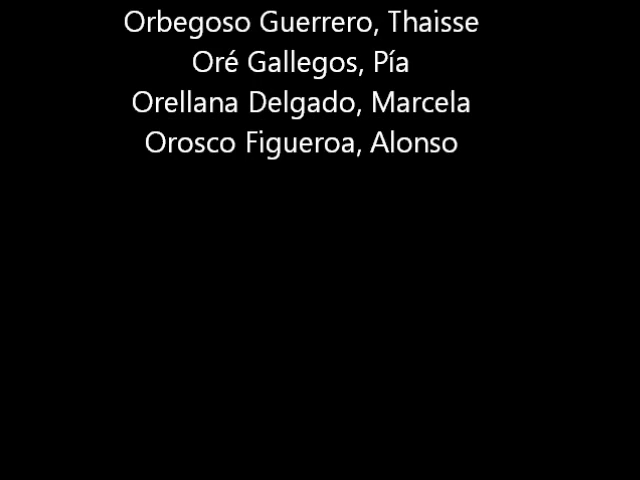 Orbegoso Guerrero, Thaisse
Oré Gallegos, Pía
Orellana Delgado, Marcela
Orosco Figueroa, Alonso